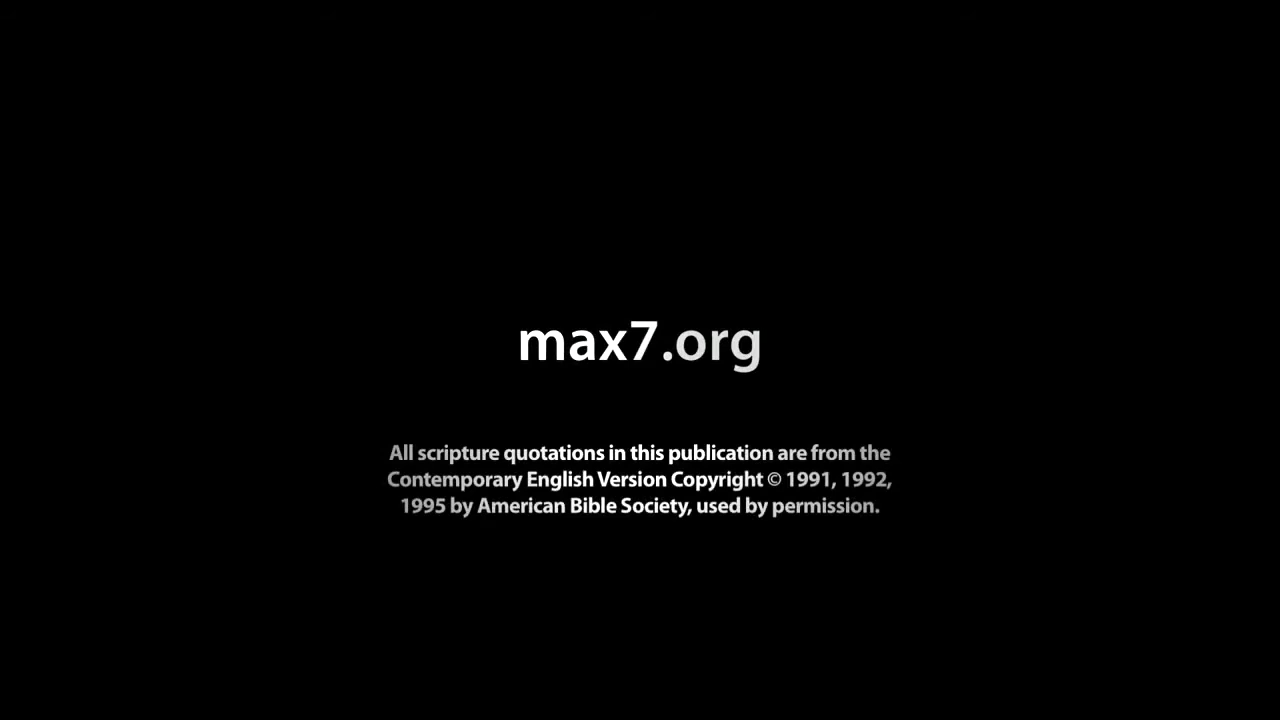 max7.org
All scripture quotations in this publication are from the
Contemporary English Version Copyright © 1991, 1992,
1995 by American Bible Society, used by permission.